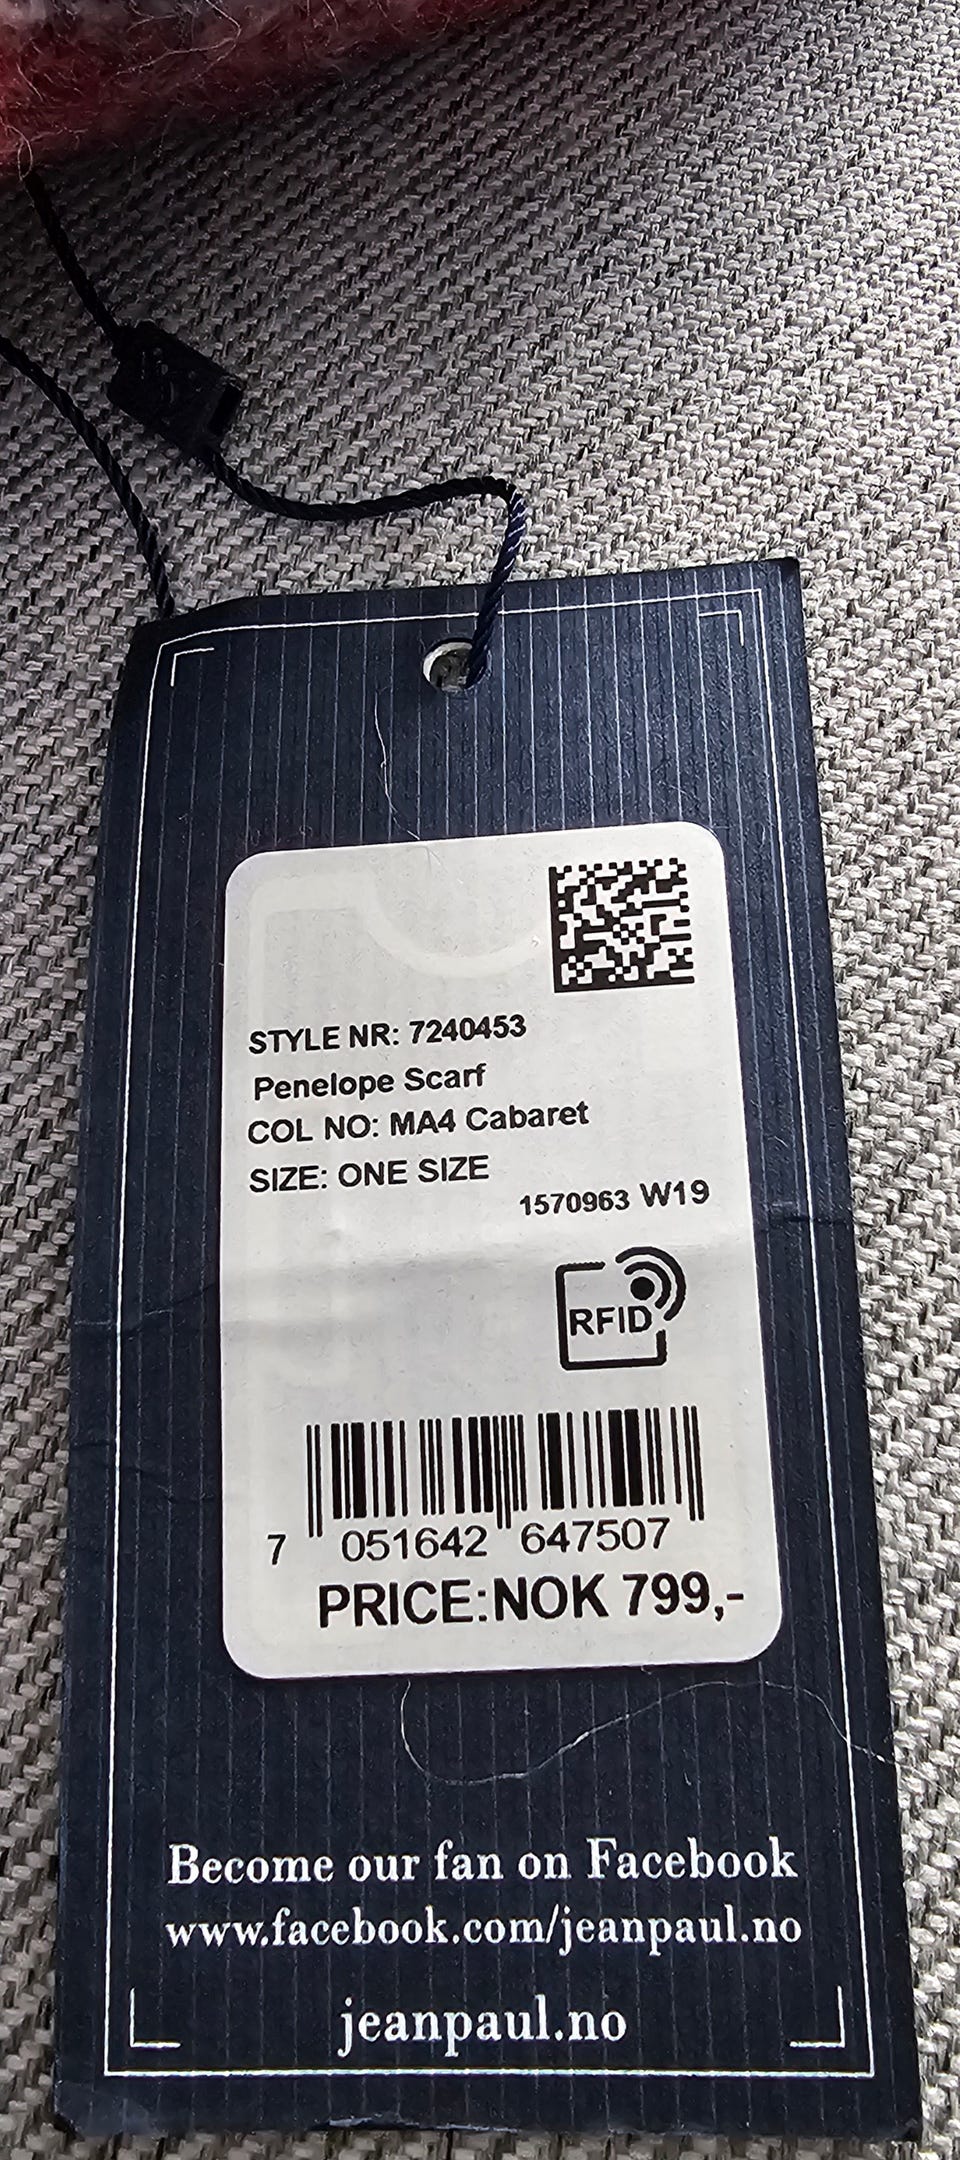 STYLE NR: 7240453
Penelope Scarf
COL NO: MA4 Cabaret
SIZE: ONE SIZE
1570963 W19
RFID
7 051642 647507
PRICE:NOK 799,-
Become our fan on Facebook
www.facebook.com/jeanpaul.no
jeanpaul.no